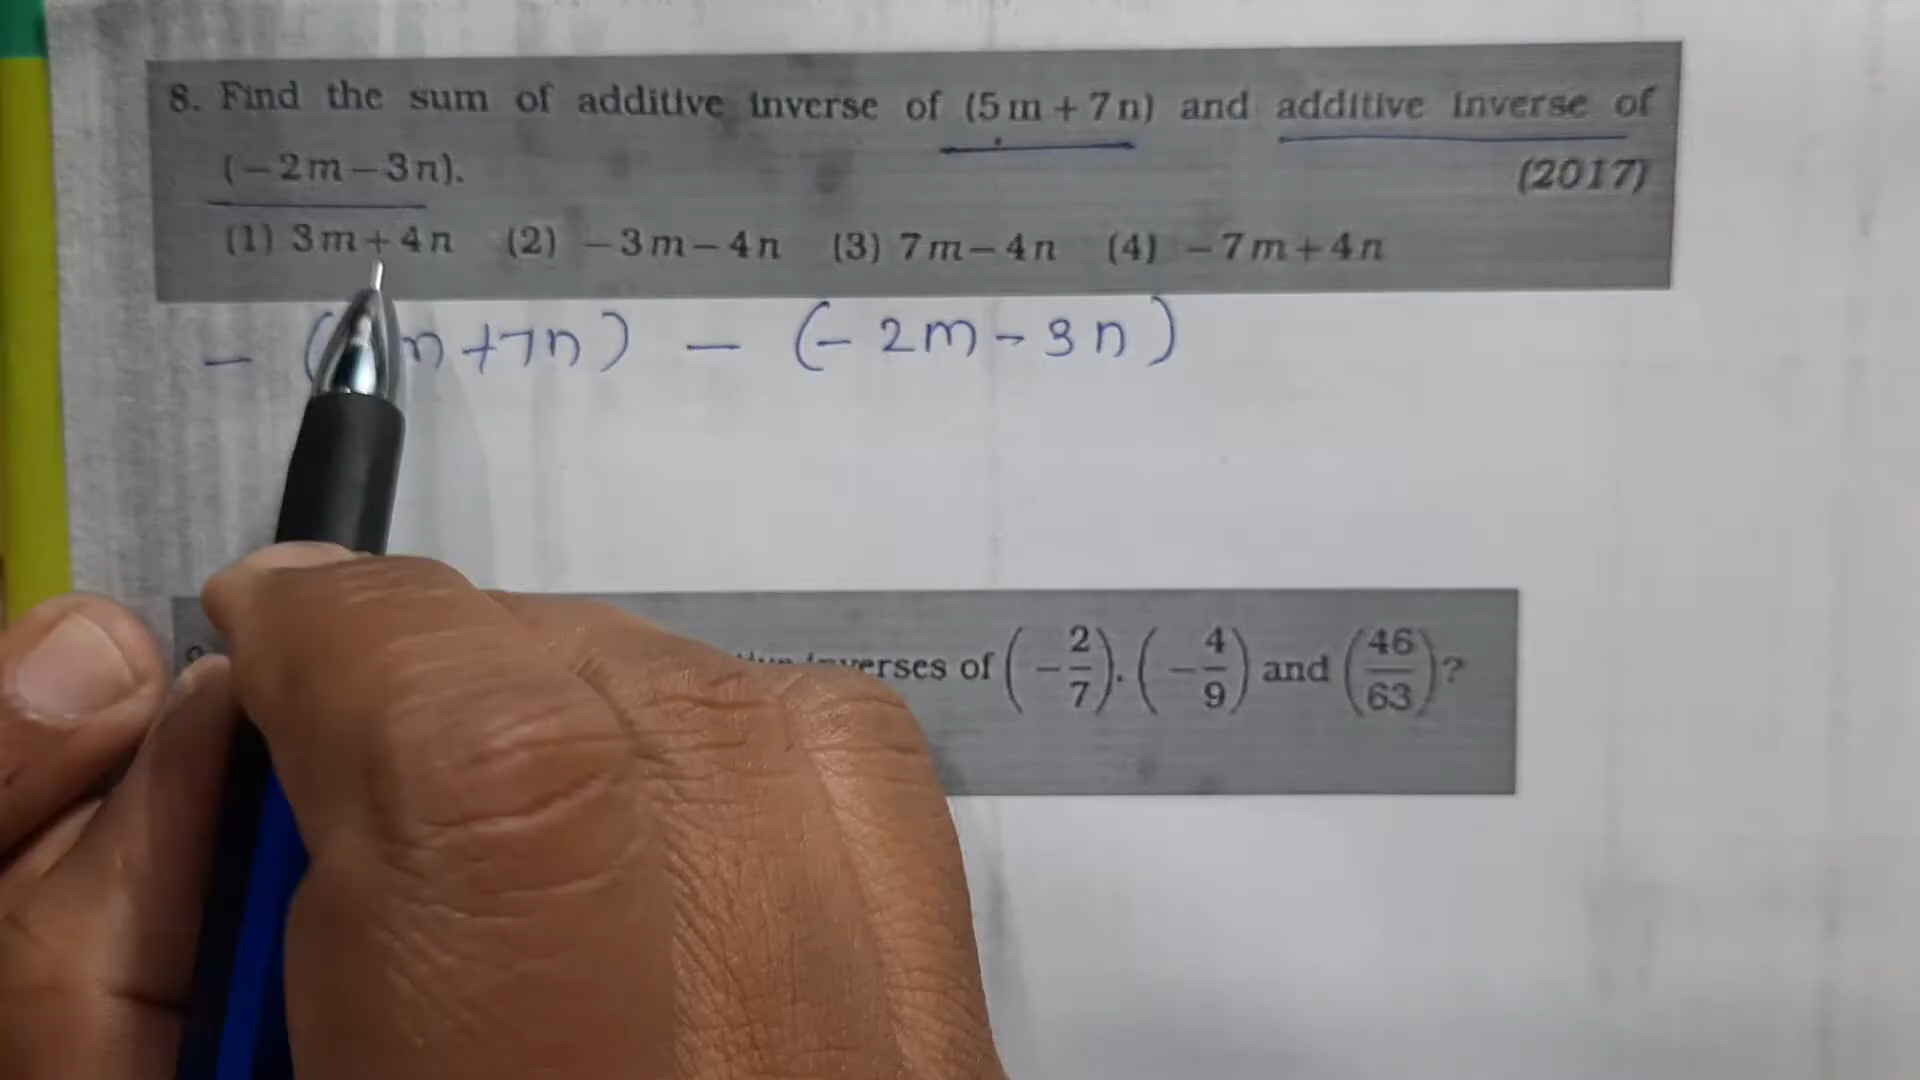 8. Find the sum of additive inverse of (5m + 7n) and additive inverse of
(−2m−3n). (2017)
(1) 3m+4n (2) −3m−4n (3) 7m−4n (4) −7m+4n
− ( n+7n) − (− 2m − 3n)
inverses of (−2/7). (−4/9) and (46/63)?